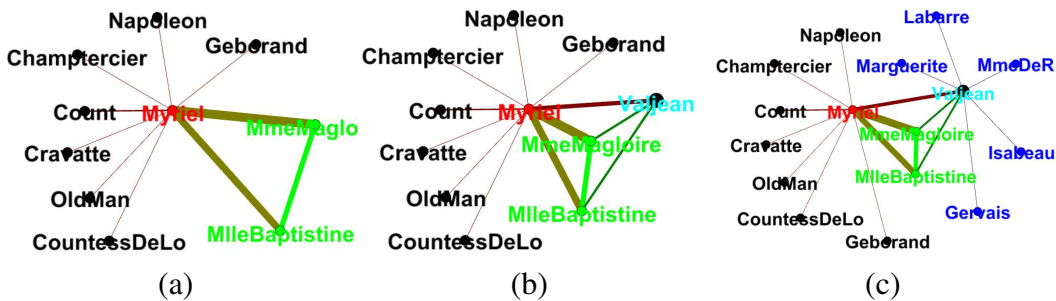 Napoleon
Geborand
Champtercier
Count
Myriel
MmeMaglo
Cravatte
OldMan
MlleBaptistine
CountessDeLo
(a)
Napoleon
Geborand
Champtercier
Count
Myriel
Valjean
MmeMagloire
Cravatte
OldMan
MlleBaptistine
CountessDeLo
(b)
Labarre
Napoleon
Champtercier
Marguerite
MmeDeR
Valjean
Count
Myriel
MmeMagloire
Cravatte
Isabeau
OldMan
MlleBaptistine
Gervais
CountessDeLo
Geborand
(c)